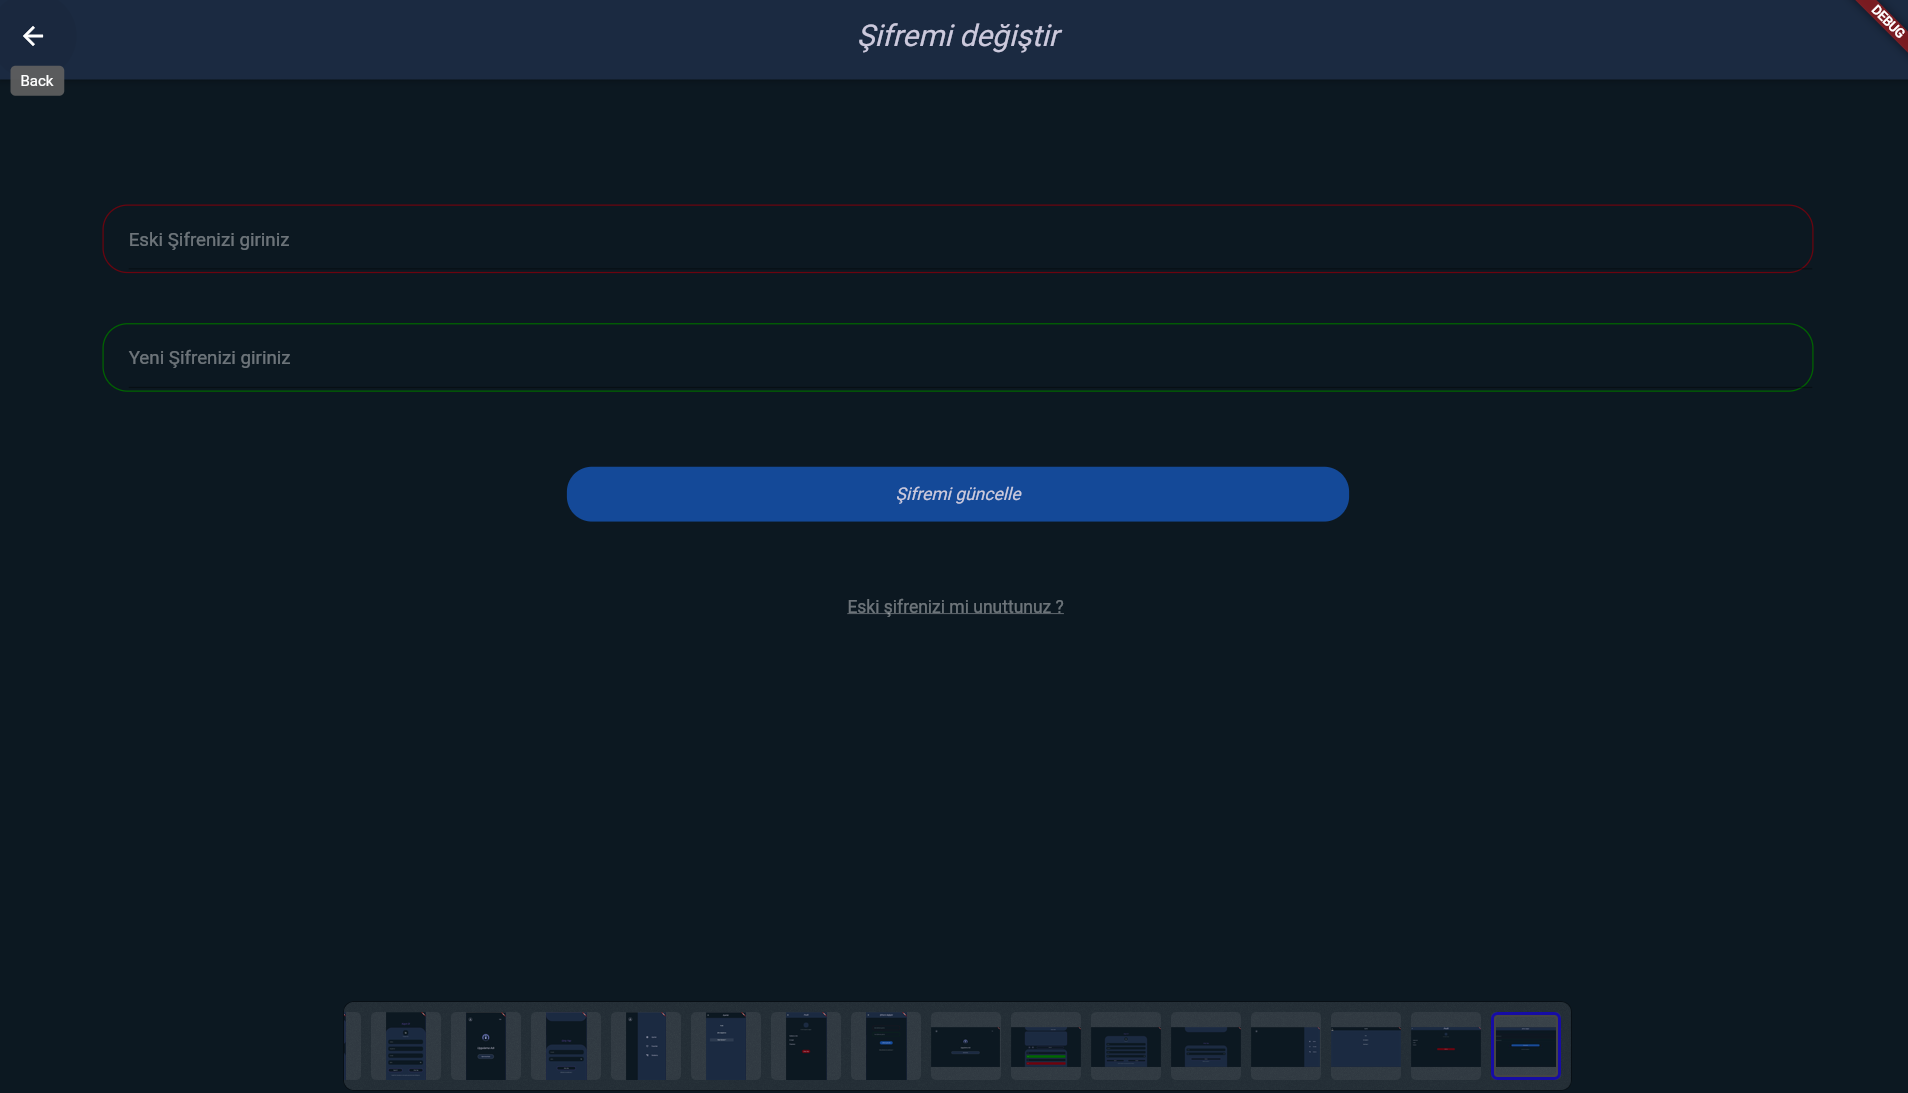 Şifremi değiştir
DEBUG
Back
Eski Şifrenizi giriniz
Yeni Şifrenizi giriniz
Şifremi güncelle
Eski şifrenizi mi unuttunuz ?